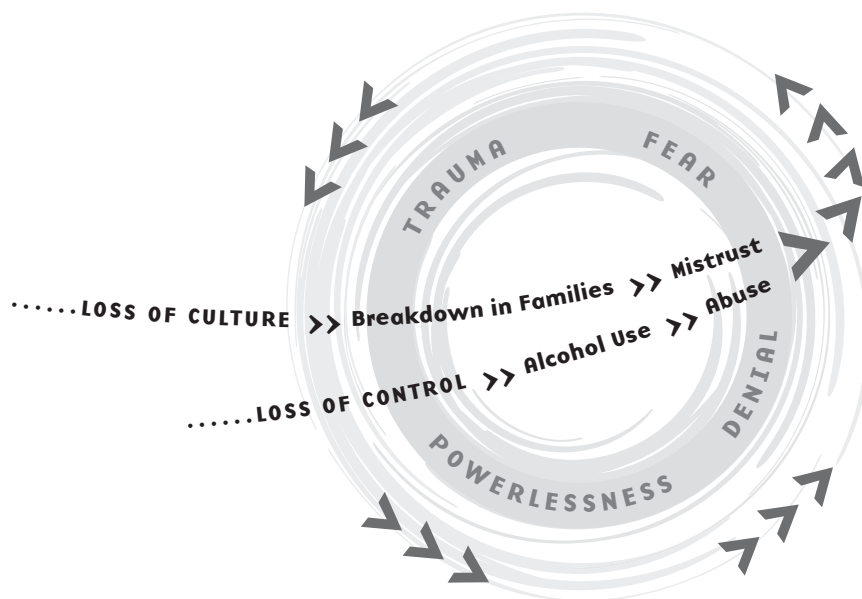 TRAUMA
FEAR
......LOSS OF CULTURE >> Breakdown in Families >> Mistrust
......LOSS OF CONTROL >> Alcohol Use >> Abuse
DENIAL
POWERLESSNESS